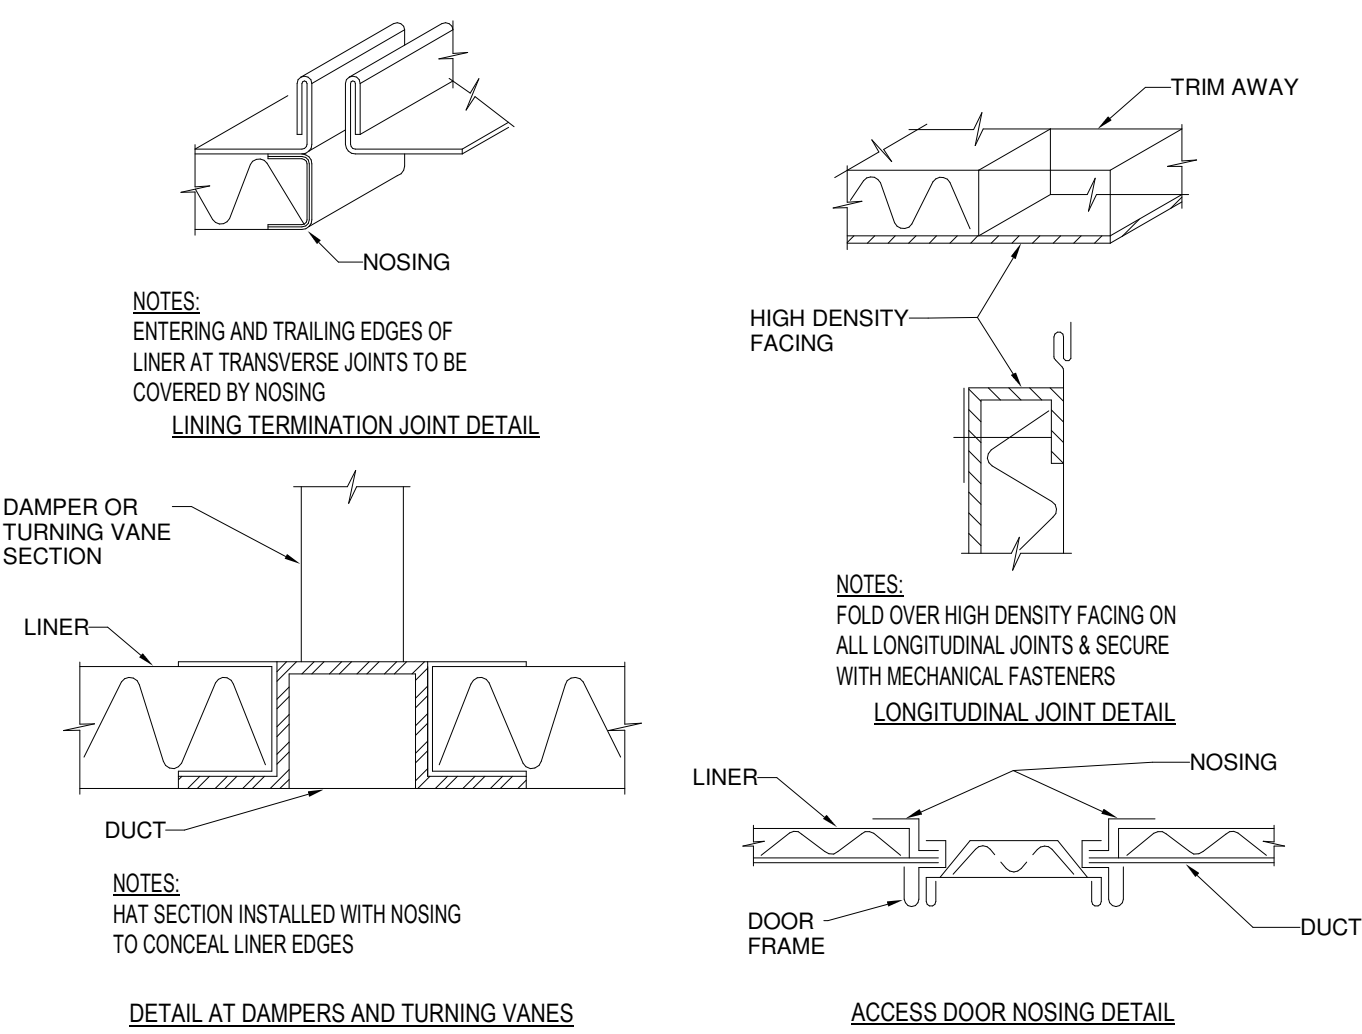 NOSING
NOTES:
ENTERING AND TRAILING EDGES OF
LINER AT TRANSVERSE JOINTS TO BE
COVERED BY NOSING
LINING TERMINATION JOINT DETAIL
TRIM AWAY
HIGH DENSITY
FACING
NOTES:
FOLD OVER HIGH DENSITY FACING ON
ALL LONGITUDINAL JOINTS & SECURE
WITH MECHANICAL FASTENERS
LONGITUDINAL JOINT DETAIL
DAMPER OR
TURNING VANE
SECTION
LINER
DUCT
NOTES:
HAT SECTION INSTALLED WITH NOSING
TO CONCEAL LINER EDGES
DETAIL AT DAMPERS AND TURNING VANES
LINER
NOSING
DOOR
FRAME
DUCT
ACCESS DOOR NOSING DETAIL